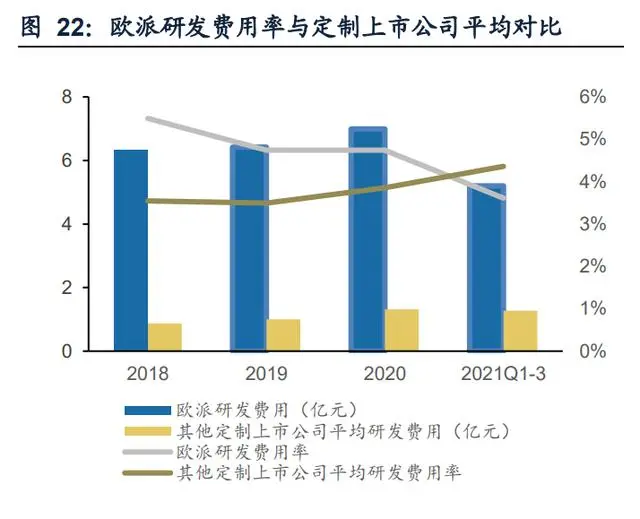 图 22：欧派研发费用率与定制上市公司平均对比
8
6
4
2
0
6%
5%
4%
3%
2%
1%
0%
2018 2019 2020 2021Q1-3
欧派研发费用（亿元）
其他定制上市公司平均研发费用（亿元）
欧派研发费用率
其他定制上市公司平均研发费用率